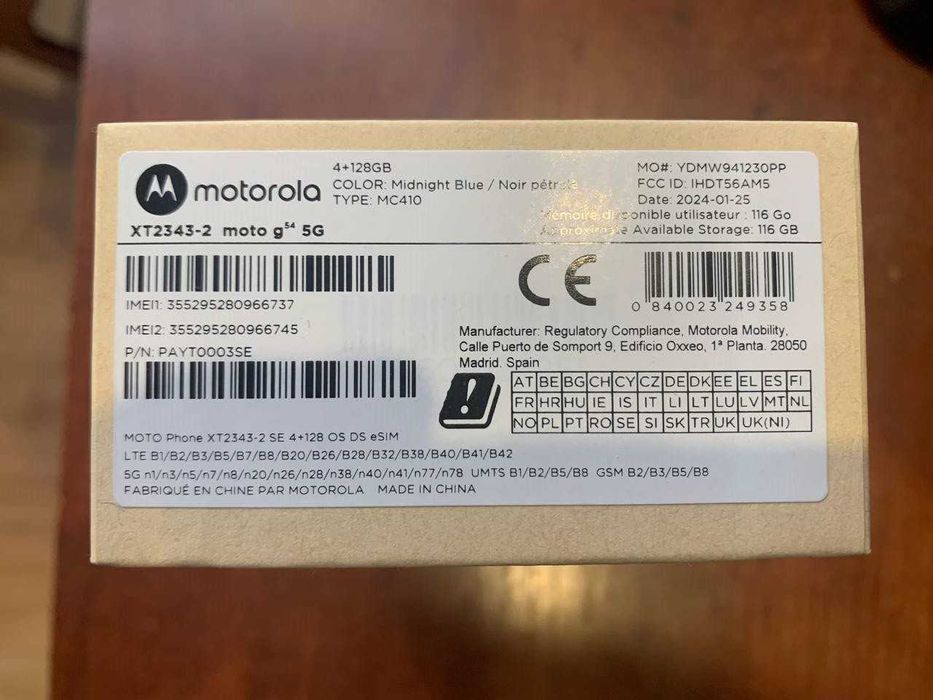 motorola
4+128GB
COLOR: Midnight Blue / Noir pétrole
TYPE: MC410
MO#: YDMW941230PP
FCC ID: IHDT56AM5
Date: 2024-01-25
Mémoire disponible utilisateur : 116 Go
Approximate Available Storage: 116 GB
XT2343-2 moto g⁵⁴ 5G
IMEI1: 355295280966737
IMEI2: 355295280966745
P/N: PAYT0003SE
CE
0 840023 249358
Manufacturer: Regulatory Compliance, Motorola Mobility,
Calle Puerto de Somport 9, Edificio Oxxeo, 1ª Planta. 28050
Madrid. Spain
AT BE BG CH CY CZ DE DK EE EL ES FI
FR HR HU IE IS IT LI LT LU LV MT NL
NO PL PT RO SE SI SK TR UK UK(NI)
MOTO Phone XT2343-2 SE 4+128 OS DS eSIM
LTE B1/B2/B3/B5/B7/B8/B20/B26/B28/B32/B38/B40/B41/B42
5G n1/n3/n5/n7/n8/n20/n26/n28/n38/n40/n41/n77/n78 UMTS B1/B2/B5/B8 GSM B2/B3/B5/B8
FABRIQUÉ EN CHINE PAR MOTOROLA MADE IN CHINA